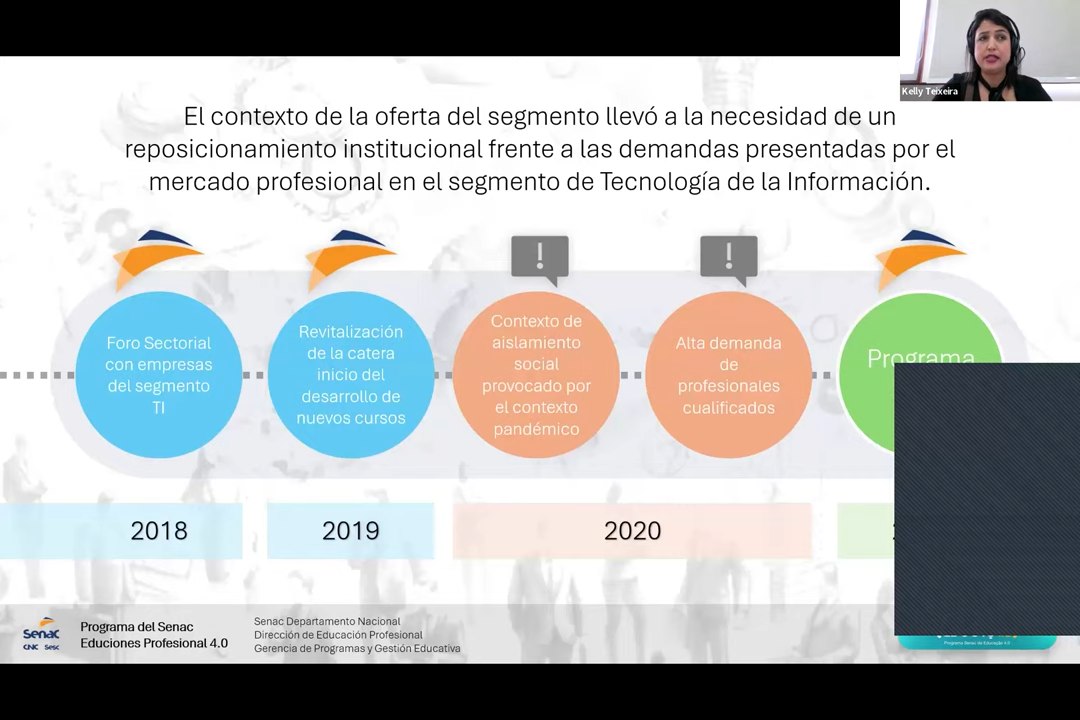 Kelly Teixeira
El contexto de la oferta del segmento llevó a la necesidad de un
reposicionamiento institucional frente a las demandas presentadas por el
mercado profesional en el segmento de Tecnología de la Información.
Foro Sectorial
con empresas
del segmento
TI
Revitalización
de la catera
inicio del
desarrollo de
nuevos cursos
Contexto de
aislamiento
social
provocado por
el contexto
pandémico
Alta demanda
de
profesionales
cualificados
Programa
2018
2019
2020
Senac
CNC Sesc
Programa del Senac
Educiones Profesional 4.0
Senac Departamento Nacional
Dirección de Educación Profesional
Gerencia de Programas y Gestión Educativa